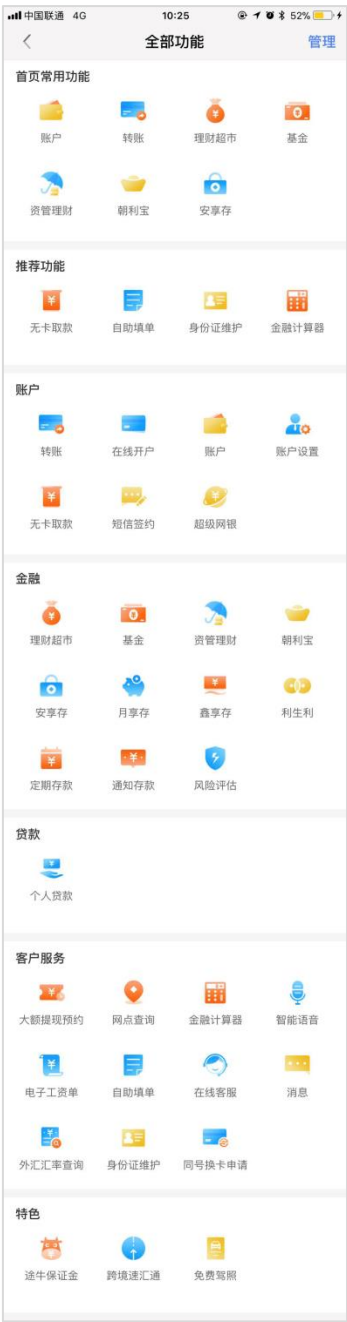 中国联通 4G 10:25 52%
全部功能 管理
首页常用功能
账户 转账 理财超市 基金
资管理财 朝利宝 安享存
推荐功能
无卡取款 自助填单 身份证维护 金融计算器
账户
转账 在线开户 账户 账户设置
无卡取款 短信签约 超级网银
金融
理财超市 基金 资管理财 朝利宝
安享存 月享存 鑫享存 利生利
定期存款 通知存款 风险评估
贷款
个人贷款
客户服务
大额提现预约 网点查询 金融计算器 智能语音
电子工资单 自助填单 在线客服 消息
外汇汇率查询 身份证维护 同号换卡申请
特色
途牛保证金 跨境速汇通 免费驾照